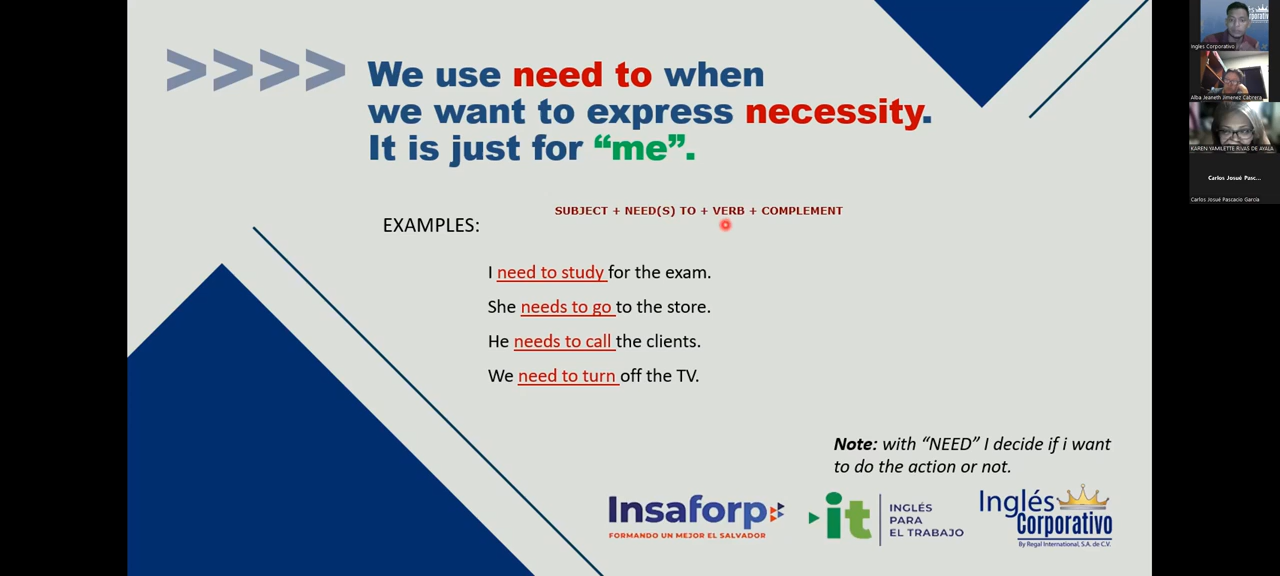 >>>> We use need to when
we want to express necessity.
It is just for “me”.
SUBJECT + NEED(S) TO + VERB + COMPLEMENT
EXAMPLES:
I need to study for the exam.
She needs to go to the store.
He needs to call the clients.
We need to turn off the TV.
Note: with “NEED” I decide if i want
to do the action or not.
Insaforp
FORMANDO UN MEJOR EL SALVADOR
it
INGLÉS
PARA
EL TRABAJO
Inglés
Corporativo
By Regal International, S.A. de C.V.
Ingles Corporativo
Alba Jeaneth Jimenez Cabrera
KAREN YAMILETTE RIVAS DE AYALA
Carlos Josué Pasc...
Carlos Josué Pascacio García